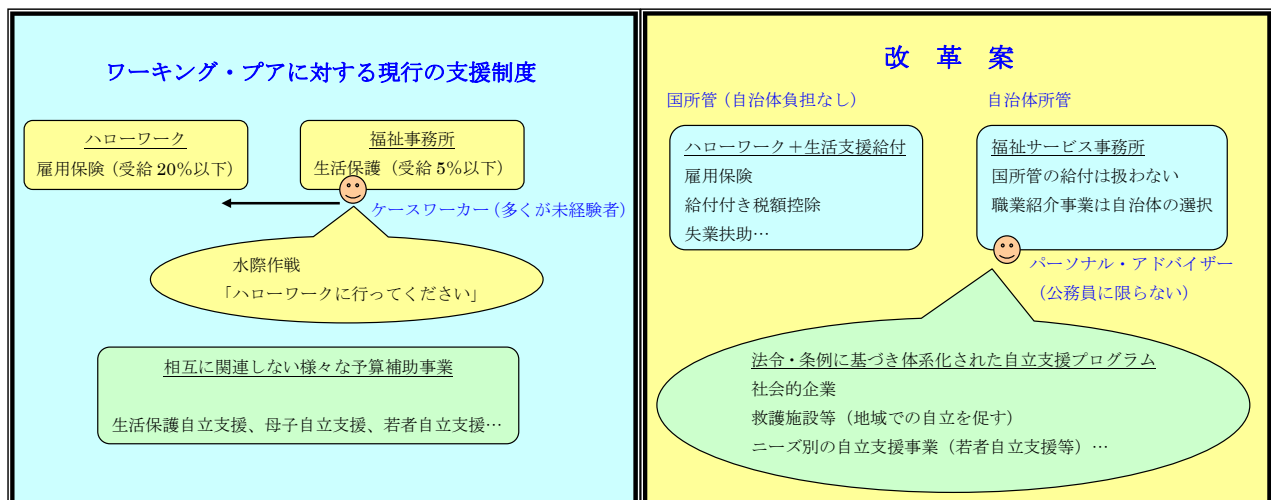 ワーキング・プアに対する現行の支援制度
ハローワーク
雇用保険（受給 20%以下）
福祉事務所
生活保護（受給 5%以下）
ケースワーカー（多くが未経験者）
水際作戦
「ハローワークに行ってください」
相互に関連しない様々な予算補助事業
生活保護自立支援、母子自立支援、若者自立支援…
改 革 案
国所管（自治体負担なし）
自治体所管
ハローワーク＋生活支援給付
雇用保険
給付付き税額控除
失業扶助…
福祉サービス事務所
国所管の給付は扱わない
職業紹介事業は自治体の選択
パーソナル・アドバイザー
（公務員に限らない）
法令・条例に基づき体系化された自立支援プログラム
社会的企業
救護施設等（地域での自立を促す）
ニーズ別の自立支援事業（若者自立支援等）…